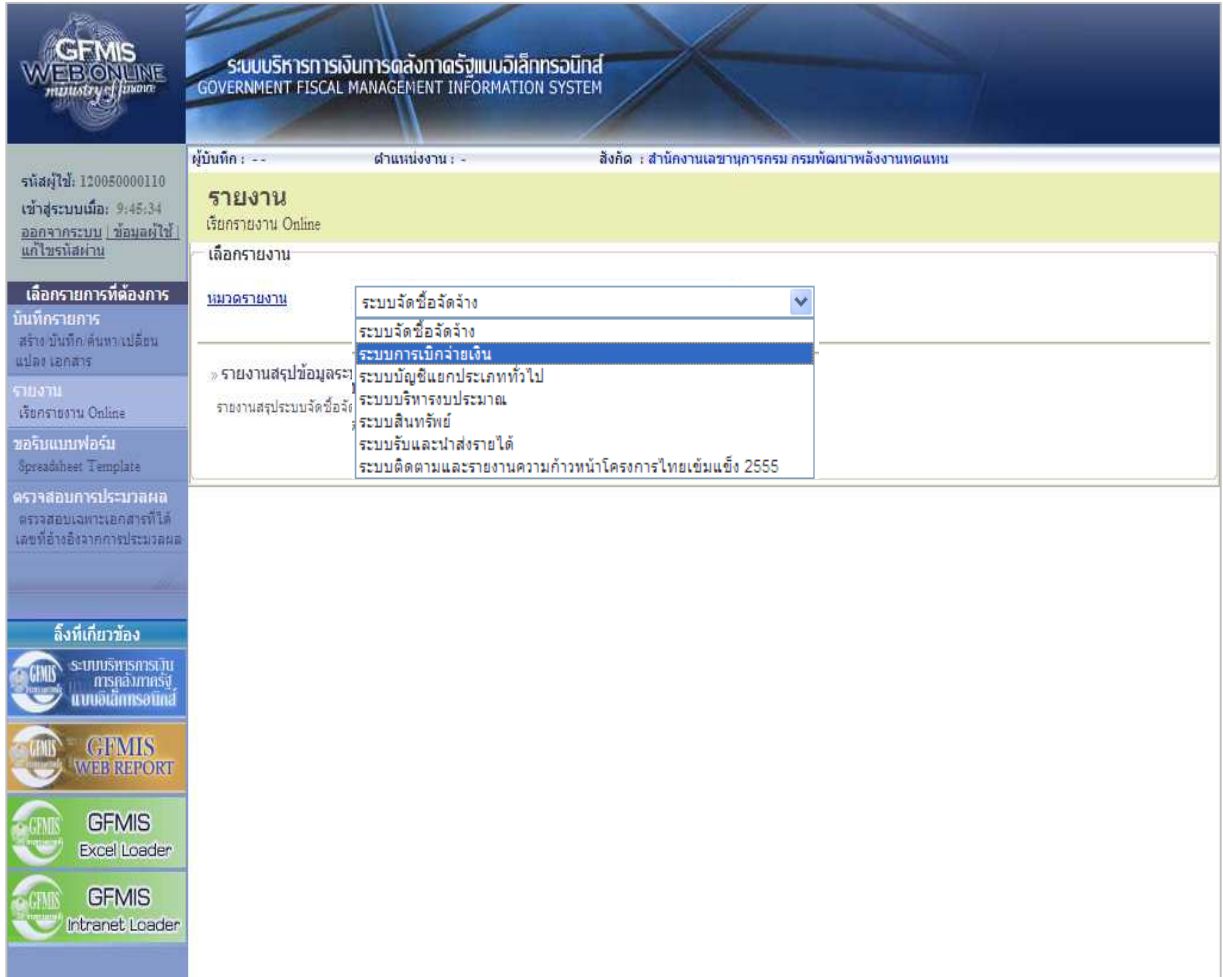 GFMIS
WEB ONLINE
ministry of finance
ระบบบริหารการเงินการคลังภาครัฐแบบอิเล็กทรอนิกส์
GOVERNMENT FISCAL MANAGEMENT INFORMATION SYSTEM
ผู้บันทึก : - - ตำแหน่งงาน : - สังกัด : สำนักงานเลขานุการกรม กรมพัฒนาพลังงานทดแทน
รหัสผู้ใช้: 120050000110
เข้าสู่ระบบเมื่อ: 9:45:34
ออกจากระบบ | ข้อมูลผู้ใช้ |
แก้ไขรหัสผ่าน
เลือกรายการที่ต้องการ
บันทึกรายการ
สร้าง/บันทึก/ค้นหา/เปลี่ยน
แปลง เอกสาร
รายงาน
เรียกรายงาน Online
ขอรับแบบฟอร์ม
Spreadsheet Template
ตรวจสอบการประมวลผล
ตรวจสอบเฉพาะเอกสารที่ได้
เลขที่อ้างอิงจากการประมวลผล
ลิ้งที่เกี่ยวข้อง
GFMIS
ระบบบริหารการเงิน
การคลังภาครัฐ
แบบอิเล็กทรอนิกส์
GFMIS
GFMIS
WEB REPORT
GFMIS
GFMIS
Excel Loader
GFMIS
GFMIS
Intranet Loader
รายงาน
เรียกรายงาน Online
เลือกรายงาน
หมวดรายงาน ระบบจัดซื้อจัดจ้าง
ระบบจัดซื้อจัดจ้าง
ระบบการเบิกจ่ายเงิน
ระบบบัญชีแยกประเภททั่วไป
ระบบบริหารงบประมาณ
ระบบสินทรัพย์
ระบบรับและนำส่งรายได้
ระบบติดตามและรายงานความก้าวหน้าโครงการไทยเข้มแข็ง 2555
» รายงานสรุปข้อมูลระ
รายงานสรุประบบจัดซื้อจัด